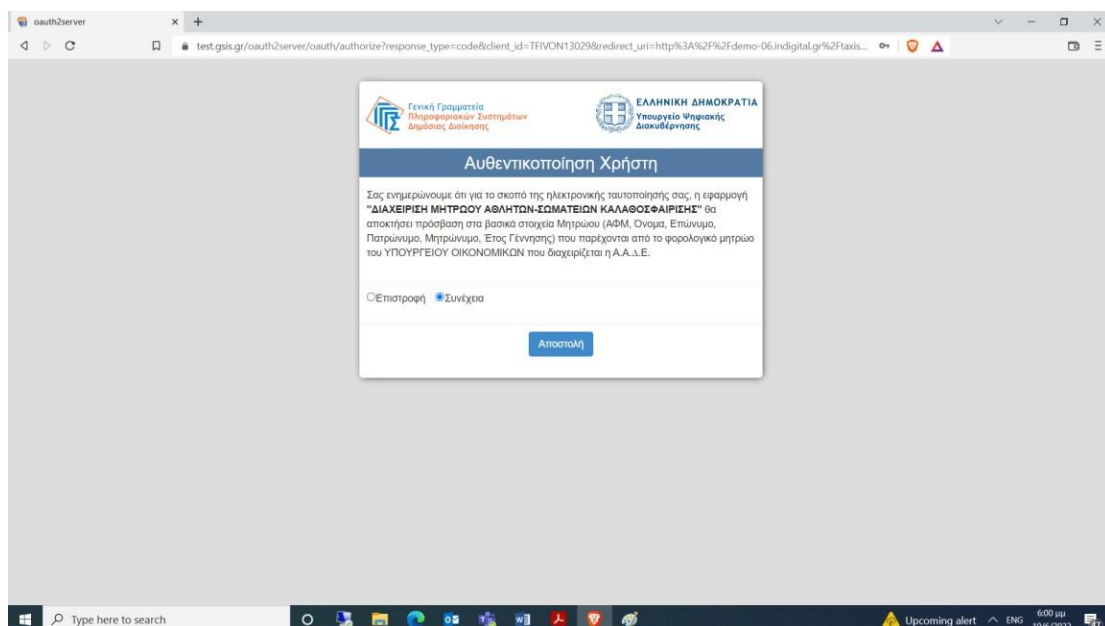 oauth2server
test.gsis.gr/oauth2server/oauth/authorize?response_type=code&client_id=TFIVON13029&redirect_uri=http%3A%2F%2Fdemo-06.indigital.gr%2Ftaxis...
Γενική Γραμματεία
Πληροφοριακών Συστημάτων
Δημόσιας Διοίκησης
ΕΛΛΗΝΙΚΗ ΔΗΜΟΚΡΑΤΙΑ
Υπουργείο Ψηφιακής
Διακυβέρνησης
Αυθεντικοποίηση Χρήστη
Σας ενημερώνουμε ότι για το σκοπό της ηλεκτρονικής ταυτοποίησής σας, η εφαρμογή
"ΔΙΑΧΕΙΡΙΣΗ ΜΗΤΡΩΟΥ ΑΘΛΗΤΩΝ-ΣΩΜΑΤΕΙΩΝ ΚΑΛΑΘΟΣΦΑΙΡΙΣΗΣ" θα
αποκτήσει πρόσβαση στα βασικά στοιχεία Μητρώου (ΑΦΜ, Όνομα, Επώνυμο,
Πατρώνυμο, Μητρώνυμο, Έτος Γέννησης) που παρέχονται από το φορολογικό μητρώο
του ΥΠΟΥΡΓΕΙΟΥ ΟΙΚΟΝΟΜΙΚΩΝ που διαχειρίζεται η Α.Α.Δ.Ε.
Επιστροφή Συνέχεια
Αποστολή
Type here to search
Upcoming alert ENG 6:00 μμ